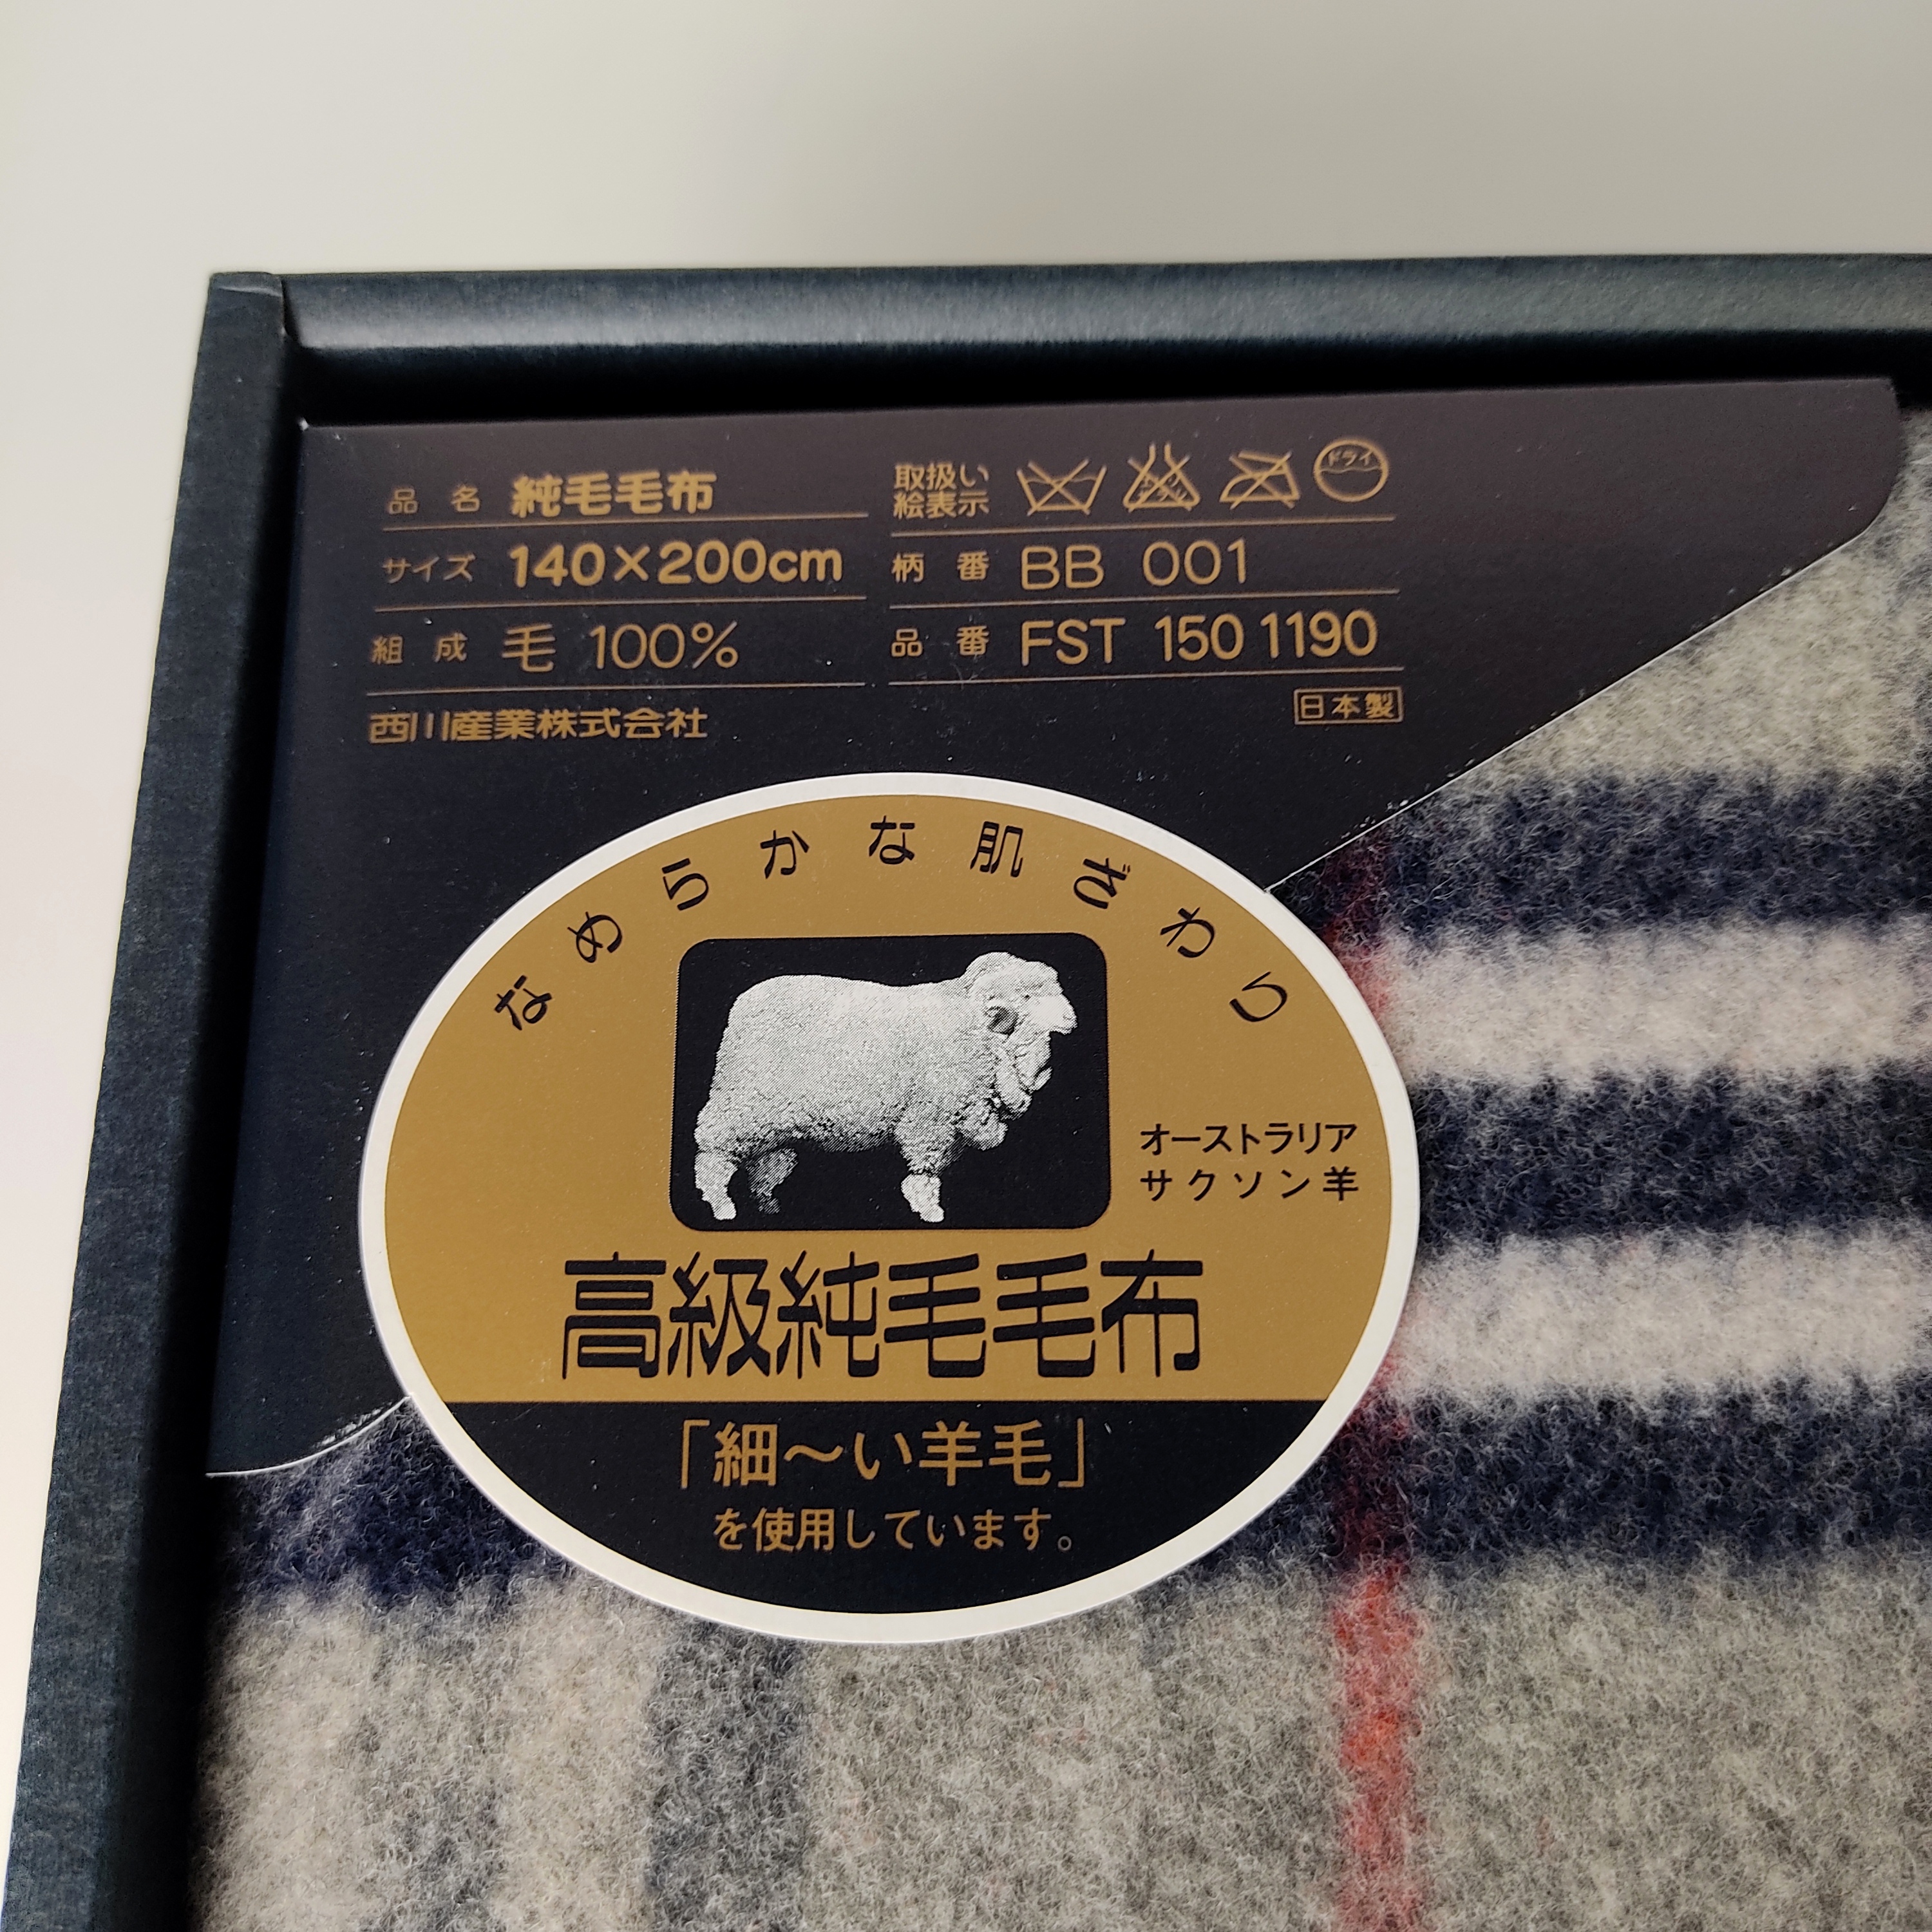 品名 純毛毛布
サイズ 140×200cm
組成 毛 100%
西川産業株式会社
取扱い
絵表示
ドライ
柄番 BB 001
品番 FST 150 1190
日本製
なめらかな肌ざわり
オーストラリア
サクソン羊
高級純毛毛布
「細～い羊毛」
を使用しています。